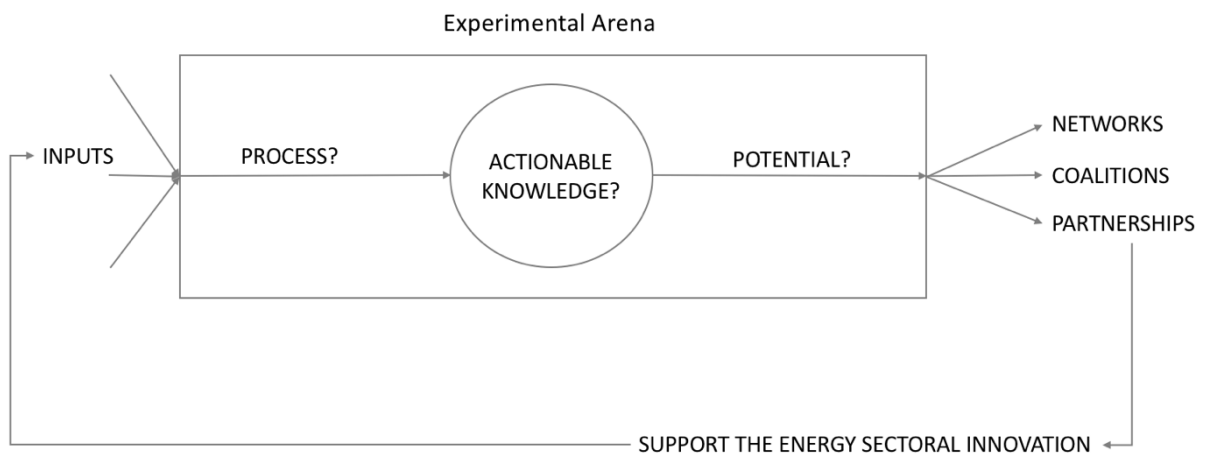 Experimental Arena
INPUTS
PROCESS?
ACTIONABLE
KNOWLEDGE?
POTENTIAL?
NETWORKS
COALITIONS
PARTNERSHIPS
SUPPORT THE ENERGY SECTORAL INNOVATION